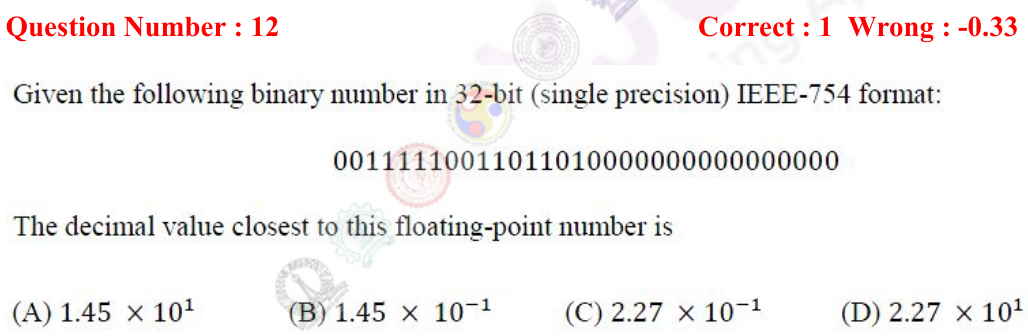 Question Number : 12 Correct : 1 Wrong : -0.33
Given the following binary number in 32-bit (single precision) IEEE-754 format:
00111110011011010000000000000000
The decimal value closest to this floating-point number is
(A) 1.45 × 10¹ (B) 1.45 × 10⁻¹ (C) 2.27 × 10⁻¹ (D) 2.27 × 10¹